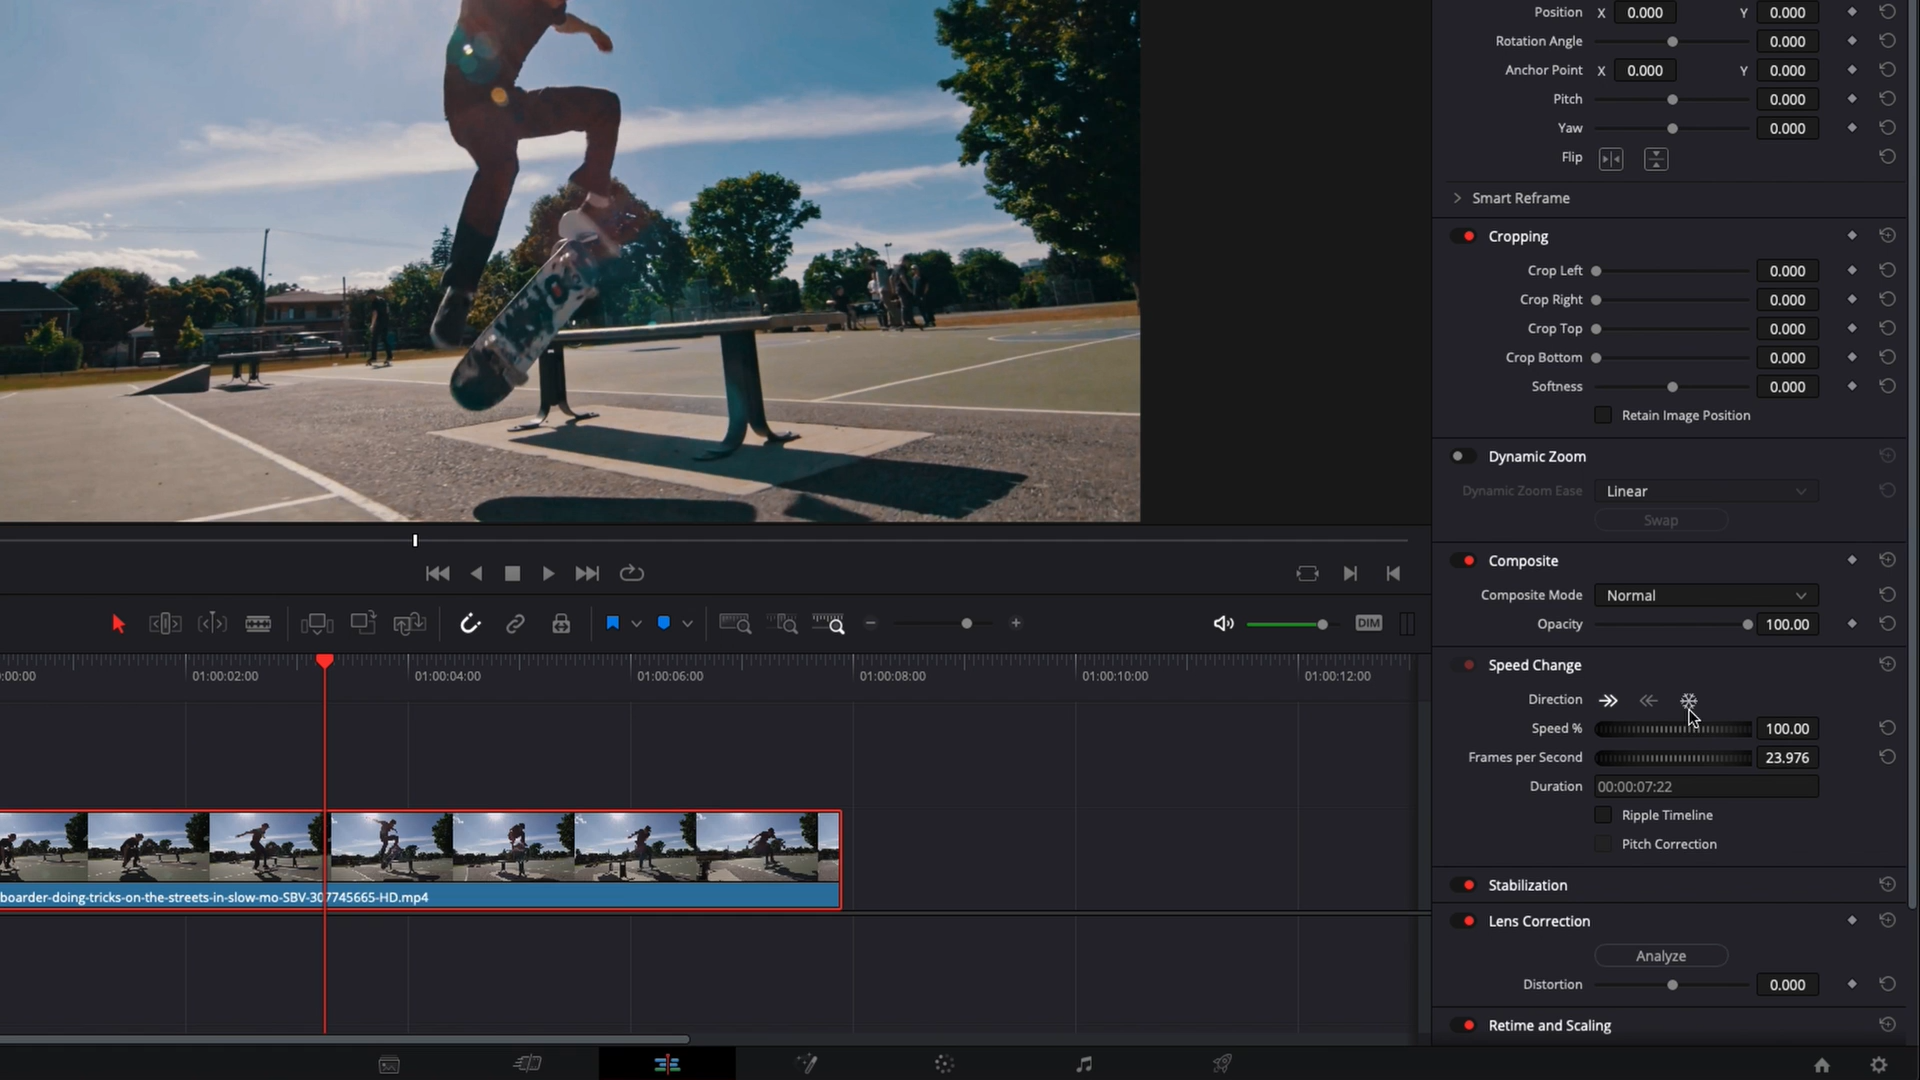 Position X 0.000 Y 0.000
Rotation Angle 0.000
Anchor Point X 0.000 Y 0.000
Pitch 0.000
Yaw 0.000
Flip
Smart Reframe
Cropping
Crop Left 0.000
Crop Right 0.000
Crop Top 0.000
Crop Bottom 0.000
Softness 0.000
Retain Image Position
Dynamic Zoom
Dynamic Zoom Ease Linear
Swap
Composite
Composite Mode Normal
Opacity 100.00
DIM
Speed Change
:00:00 01:00:02:00 01:00:04:00 01:00:06:00 01:00:08:00 01:00:10:00 01:00:12:00
Direction
Speed % 100.00
Frames per Second 23.976
Duration 00:00:07:22
Ripple Timeline
Pitch Correction
Stabilization
boarder-doing-tricks-on-the-streets-in-slow-mo-SBV-307745665-HD.mp4
Lens Correction
Analyze
Distortion 0.000
Retime and Scaling